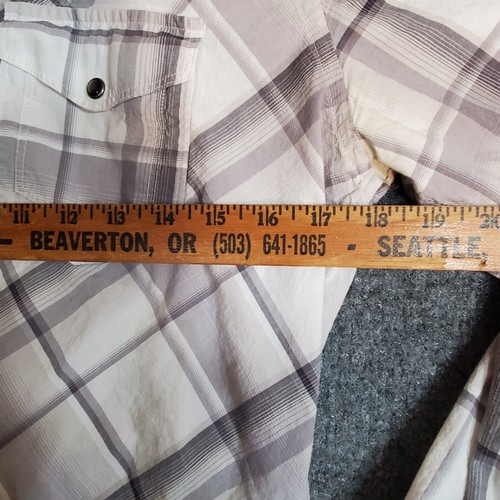 11 12 13 14 15 16 17 18 19 20
- BEAVERTON, OR (503) 641-1865 - SEATTLE,